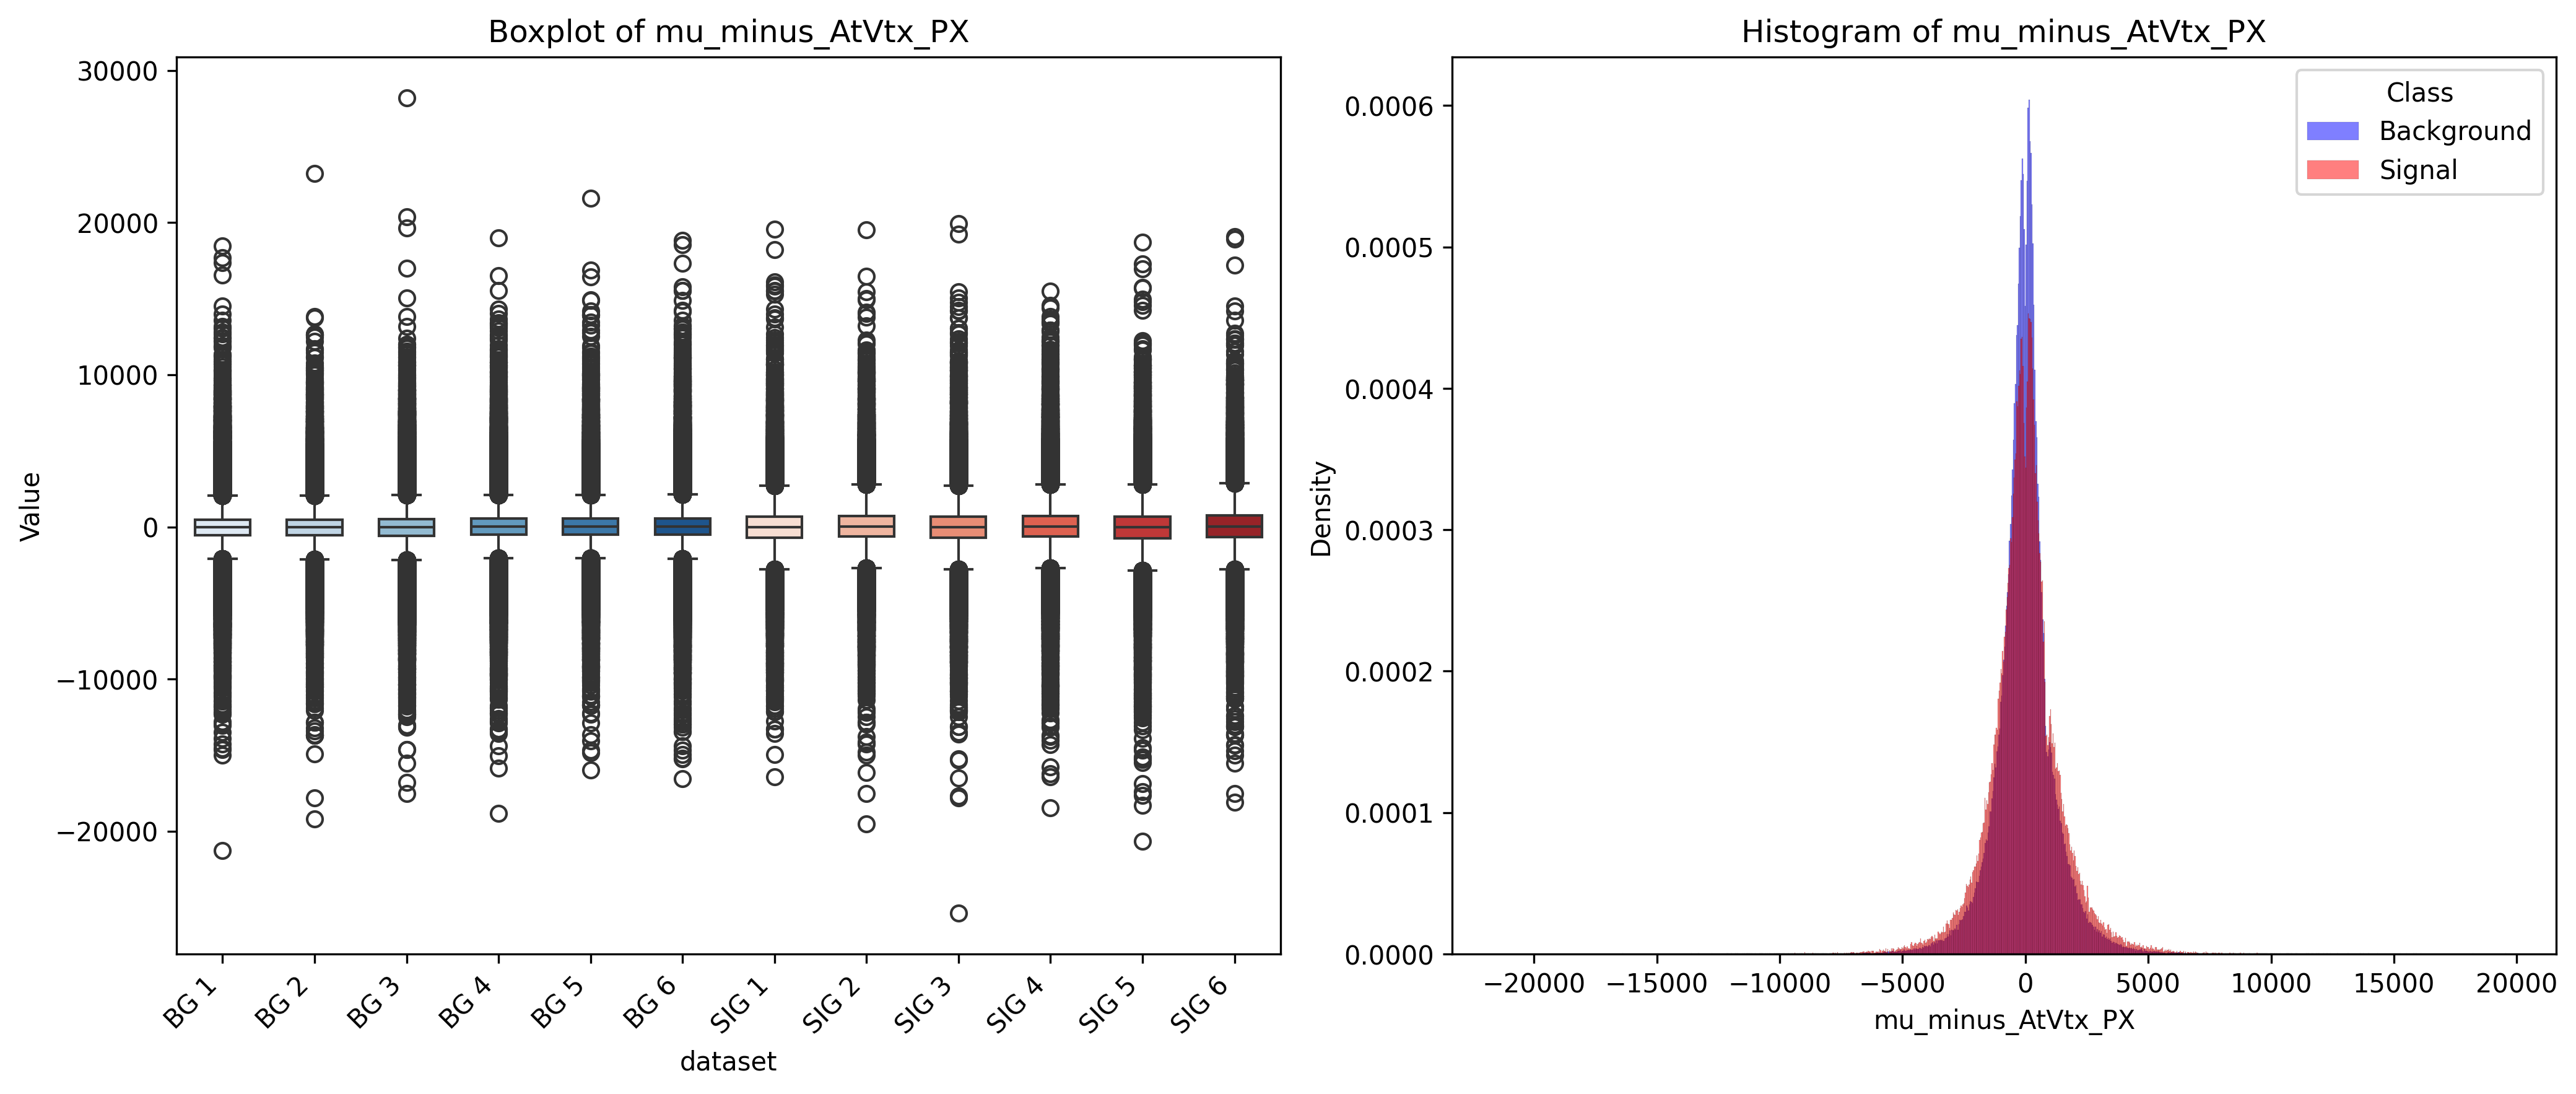 Boxplot of mu_minus_AtVtx_PX
30000
20000
10000
0
−10000
−20000
Value
BG 1
BG 2
BG 3
BG 4
BG 5
BG 6
SIG 1
SIG 2
SIG 3
SIG 4
SIG 5
SIG 6
dataset
Histogram of mu_minus_AtVtx_PX
Class
Background
Signal
0.0006
0.0005
0.0004
0.0003
0.0002
0.0001
0.0000
Density
−20000
−15000
−10000
−5000
0
5000
10000
15000
20000
mu_minus_AtVtx_PX